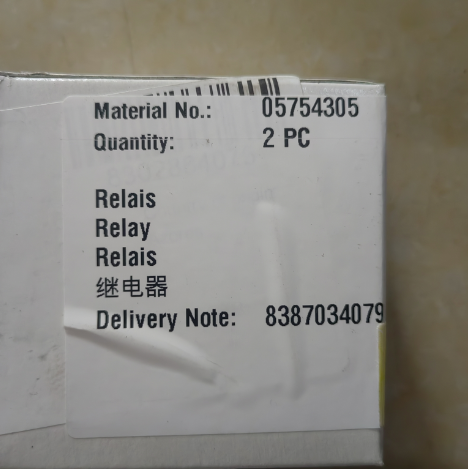 Material No.: 05754305
Quantity: 2 PC
Relais
Relay
Relais
继电器
Delivery Note: 8387034079